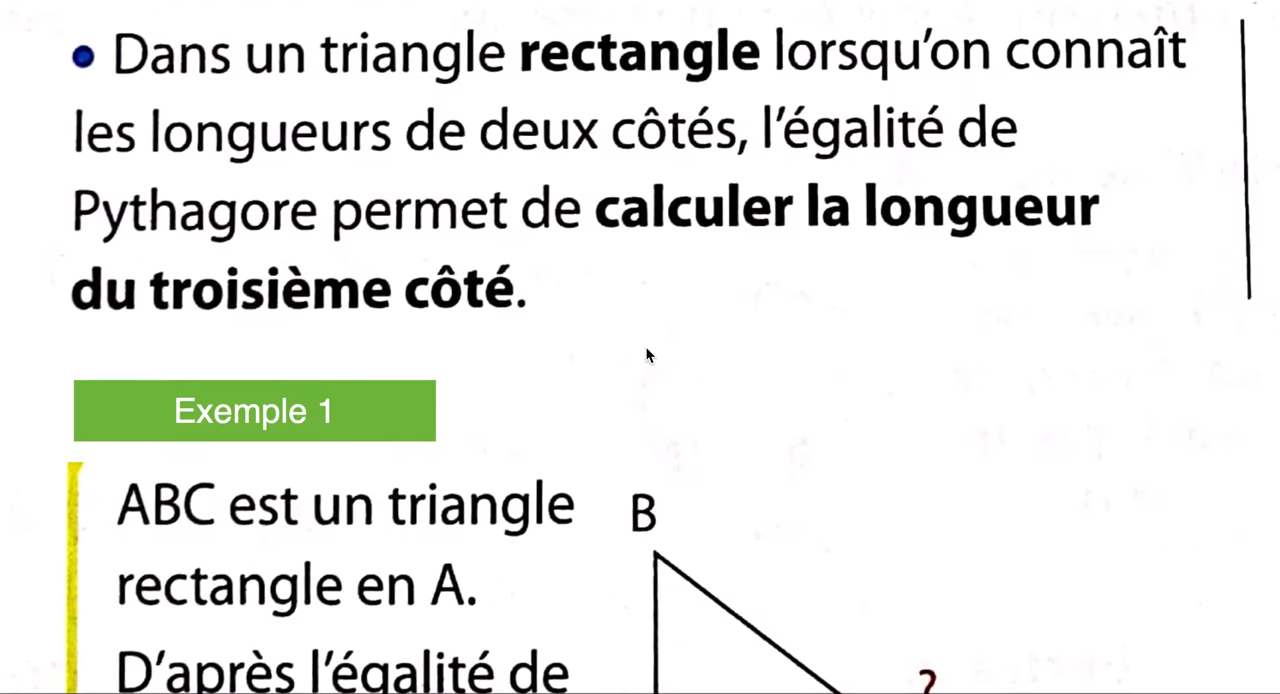 • Dans un triangle rectangle lorsqu'on connaît
les longueurs de deux côtés, l'égalité de
Pythagore permet de calculer la longueur
du troisième côté.
Exemple 1
ABC est un triangle
B
rectangle en A.
D'après l'égalité de
?